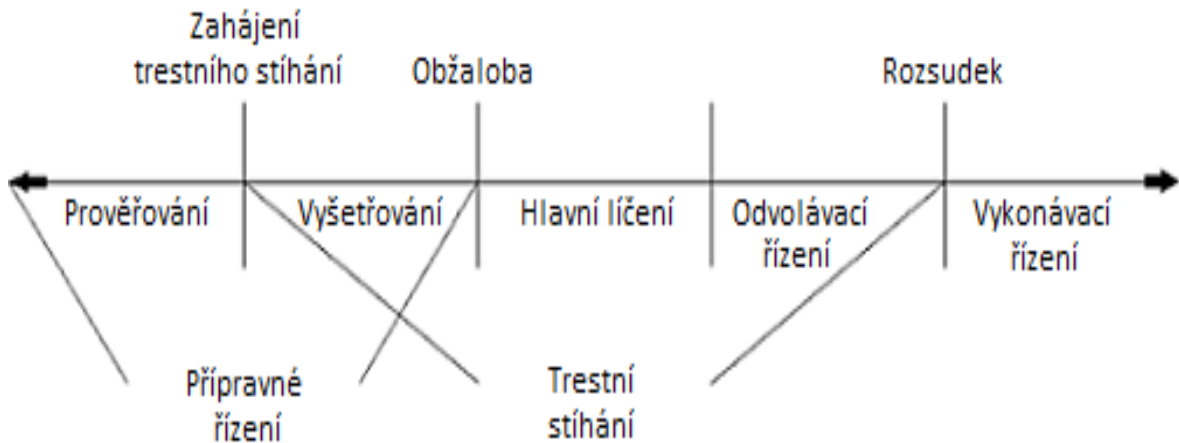 Zahájení
trestního stíhání
Obžaloba
Rozsudek
Prověřování
Vyšetřování
Hlavní líčení
Odvolávací
řízení
Vykonávací
řízení
Přípravné
řízení
Trestní
stíhání